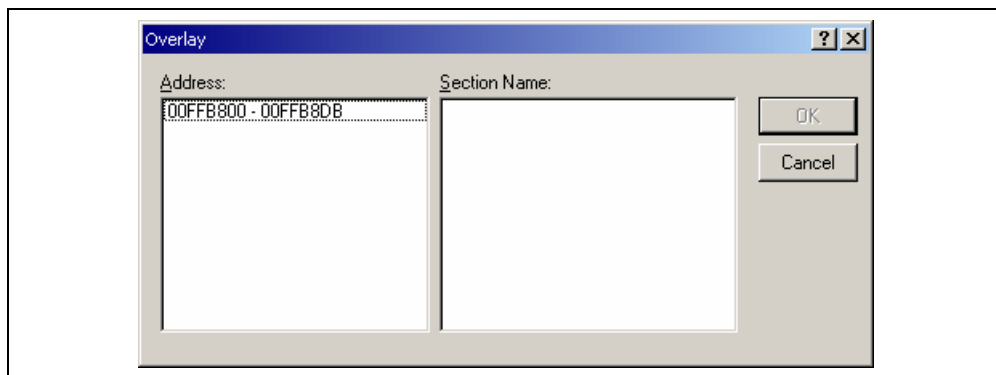 Overlay
Address:
Section Name:
00FFB800 - 00FFB8DB
OK
Cancel